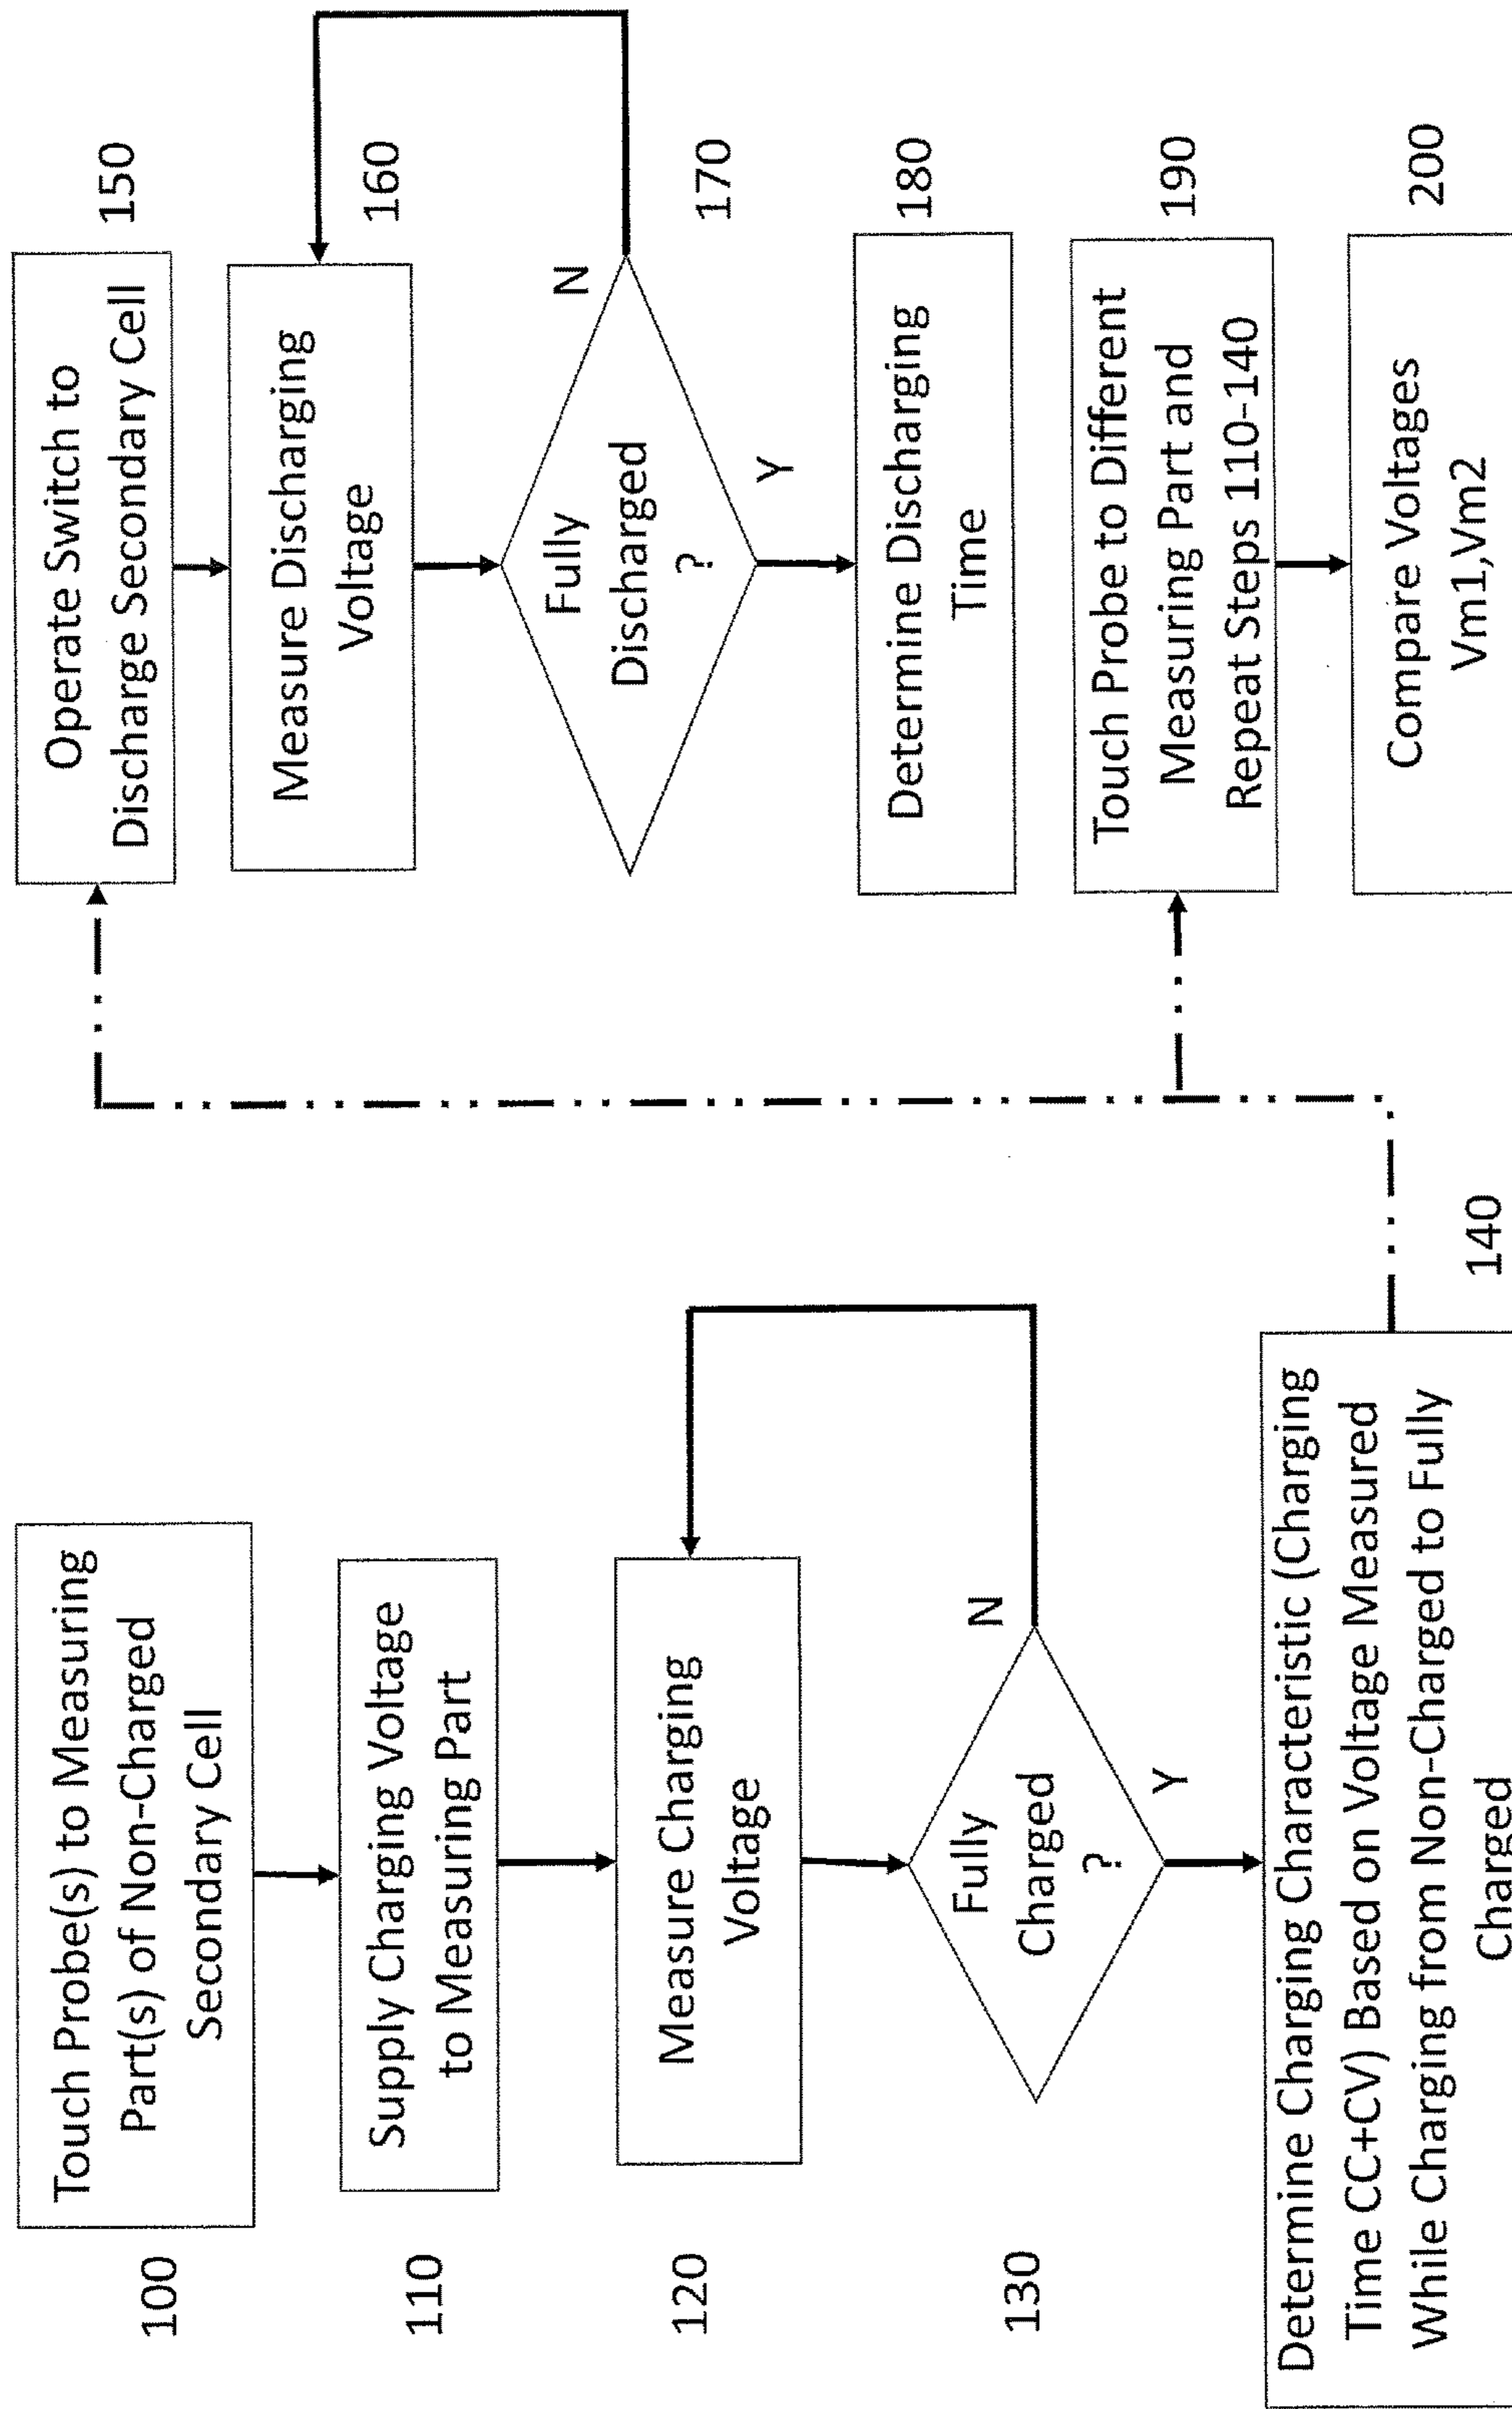 100
Touch Probe(s) to Measuring
Part(s) of Non-Charged
Secondary Cell
110
Supply Charging Voltage
to Measuring Part
120
Measure Charging
Voltage
130
Fully
Charged
?
N
Y
Determine Charging Characteristic (Charging
Time CC+CV) Based on Voltage Measured
While Charging from Non-Charged to Fully
Charged
140
Operate Switch to
Discharge Secondary Cell
150
Measure Discharging
Voltage
160
Fully
Discharged
?
N
170
Y
Determine Discharging
Time
180
Touch Probe to Different
Measuring Part and
Repeat Steps 110-140
190
Compare Voltages
Vm1,Vm2
200